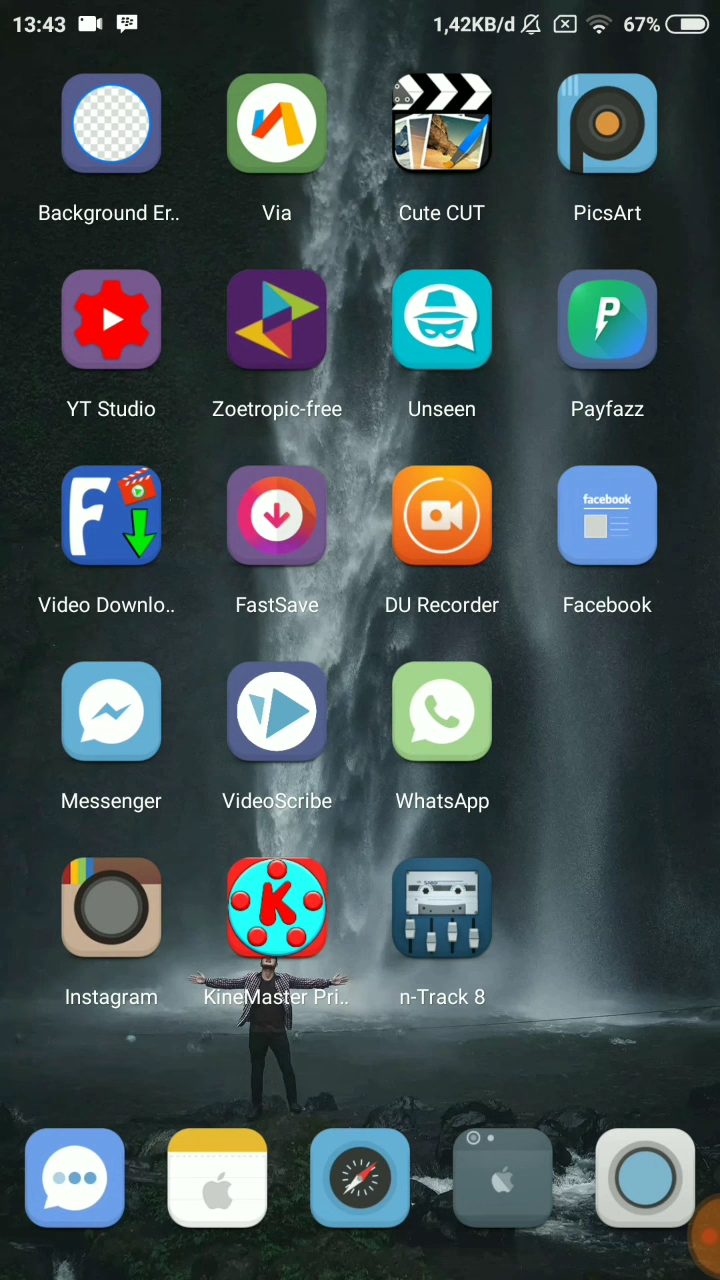 13:43 1,42KB/d 67%
Background Er.. Via Cute CUT PicsArt
P
YT Studio Zoetropic-free Unseen Payfazz
F facebook
Video Downlo.. FastSave DU Recorder Facebook
Messenger VideoScribe WhatsApp
K
Instagram KineMaster Pri.. n-Track 8